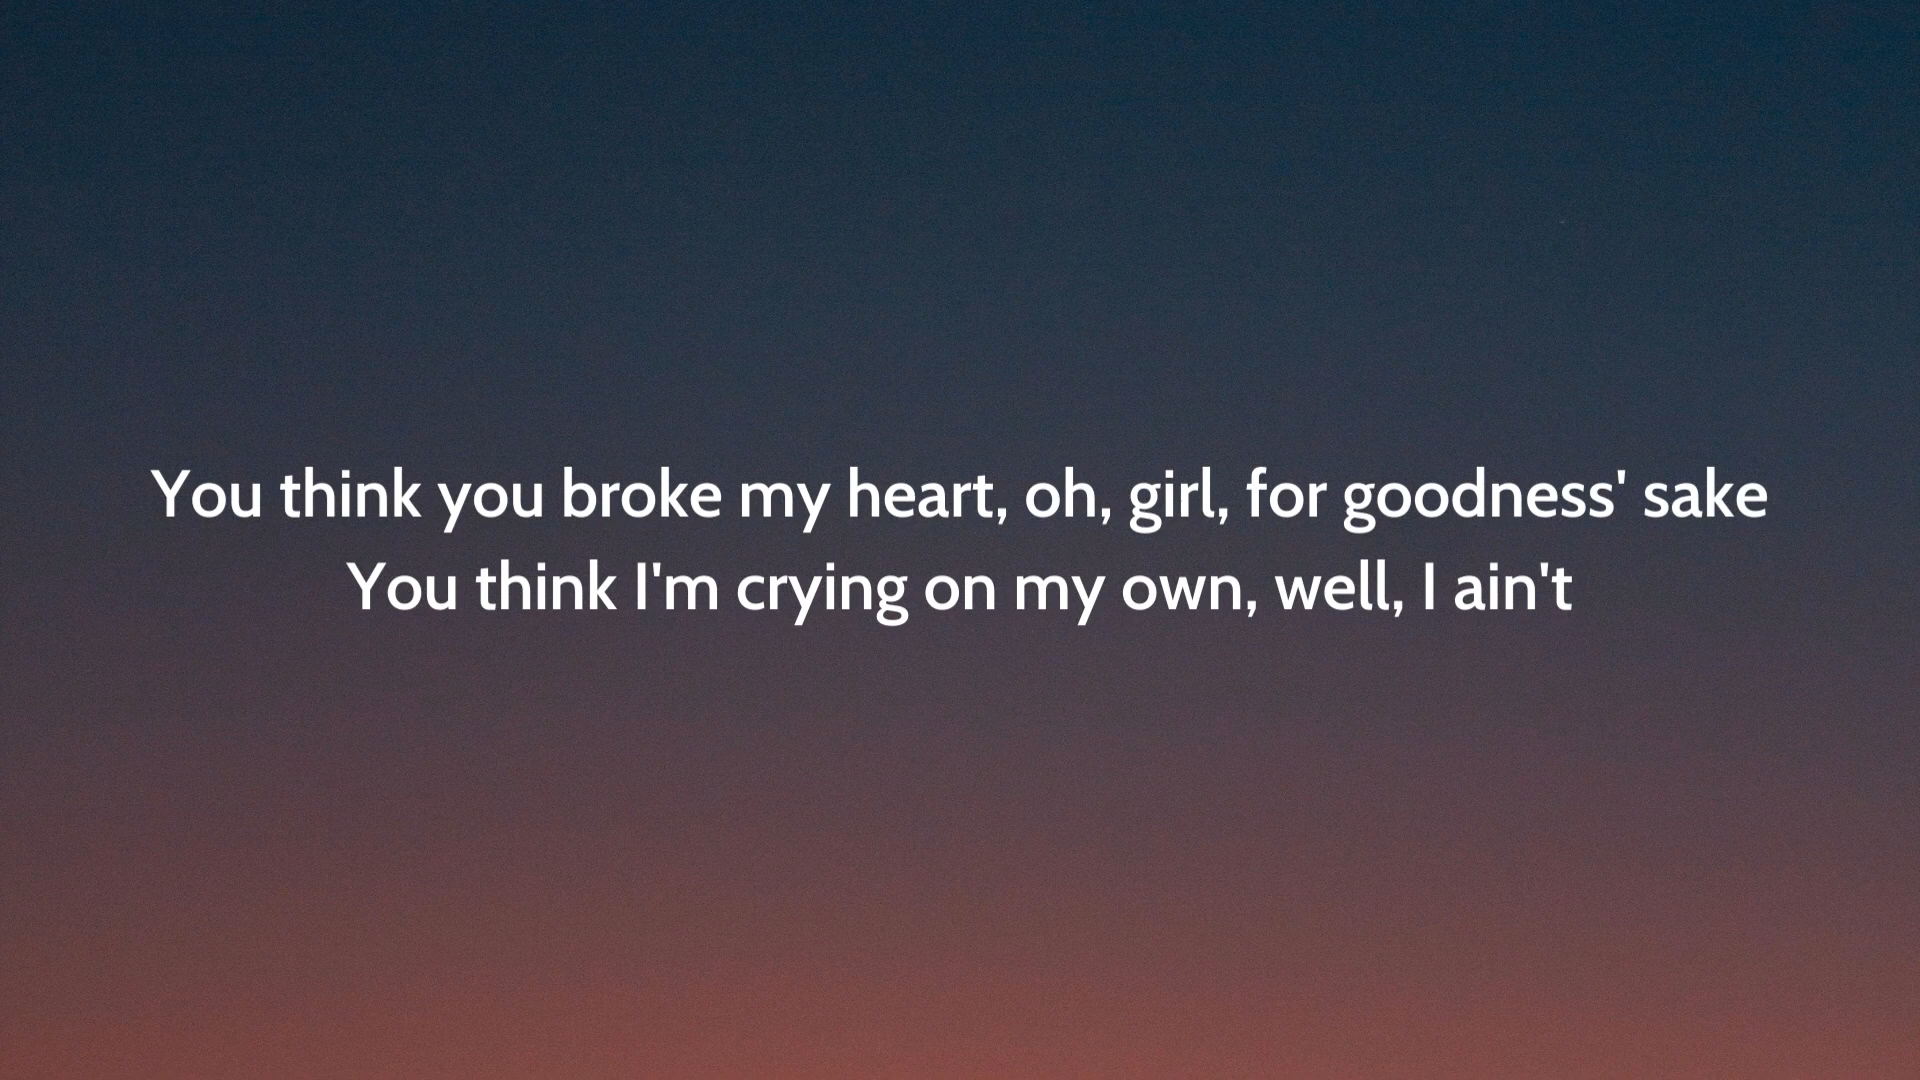 You think you broke my heart, oh, girl, for goodness' sake
You think I'm crying on my own, well, I ain't